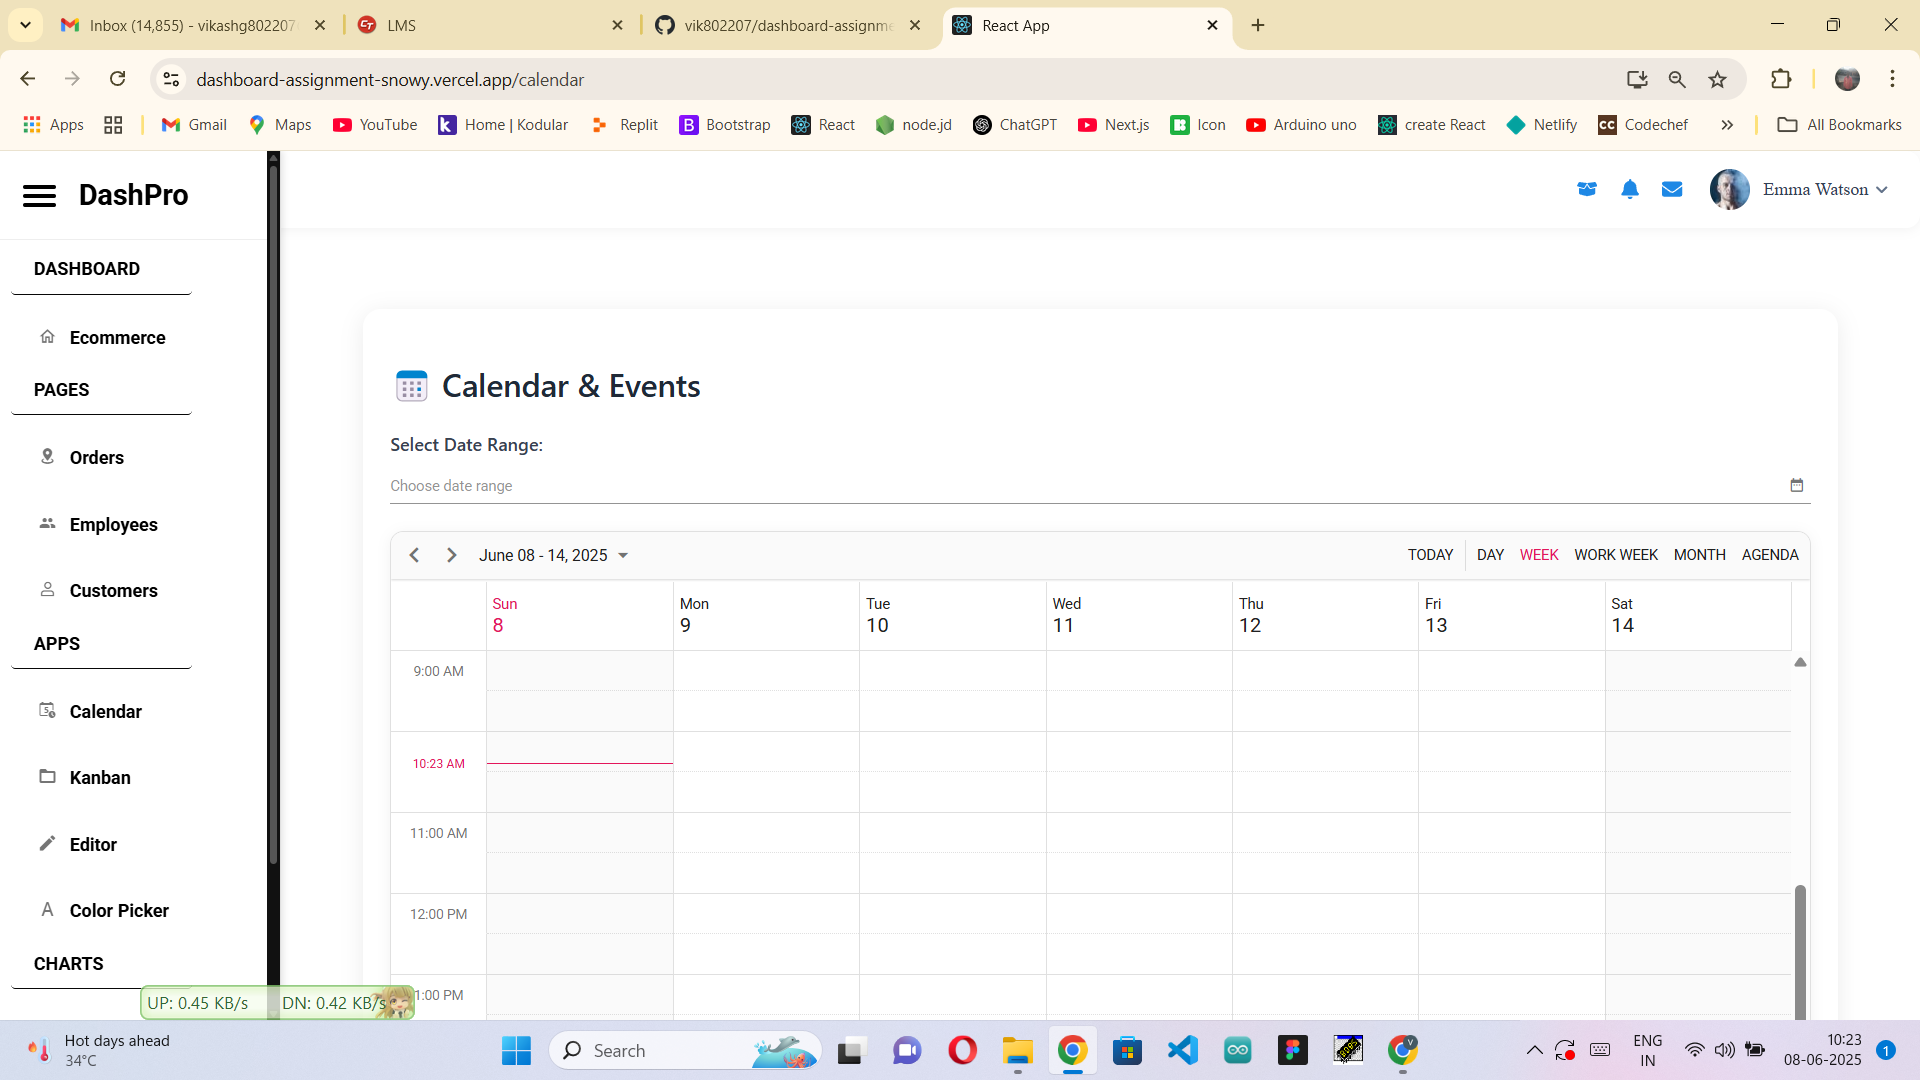 Inbox (14,855) - vikashg802207
LMS
vik802207/dashboard-assignme
React App
dashboard-assignment-snowy.vercel.app/calendar
Apps
Gmail
Maps
YouTube
Home | Kodular
Replit
Bootstrap
React
node.jd
ChatGPT
Next.js
Icon
Arduino uno
create React
Netlify
Codechef
All Bookmarks
DashPro
Emma Watson
DASHBOARD
Ecommerce
PAGES
Orders
Employees
Customers
APPS
Calendar
Kanban
Editor
Color Picker
CHARTS
Calendar & Events
Select Date Range:
Choose date range
June 08 - 14, 2025
TODAY
DAY
WEEK
WORK WEEK
MONTH
AGENDA
Sun
8
Mon
9
Tue
10
Wed
11
Thu
12
Fri
13
Sat
14
9:00 AM
10:23 AM
11:00 AM
12:00 PM
1:00 PM
UP: 0.45 KB/s
DN: 0.42 KB/s
Hot days ahead
34°C
Search
ENG
IN
10:23
08-06-2025
1